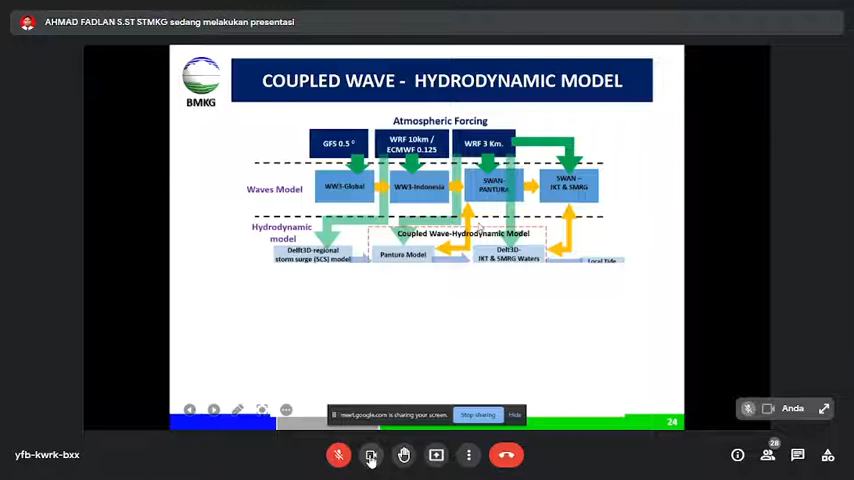 AHMAD FADLAN S.ST STMKG sedang melakukan presentasi
COUPLED WAVE - HYDRODYNAMIC MODEL
BMKG
Atmospheric Forcing
GFS 0.5 °
WRF 10km /
ECMWF 0.125
WRF 3 Km.
Waves Model
WW3-Global
WW3-Indonesia
SWAN-
PANTURA
SWAN –
JKT & SMRG
Hydrodynamic
model
Coupled Wave-Hydrodynamic Model
Delft3D-regional
storm surge (SCS) model
Pantura Model
Delt3D-
JKT & SMRG Waters
Local Tide
meet.google.com is sharing your screen.
Stop sharing
Hide
Anda
24
yfb-kwrk-bxx
28